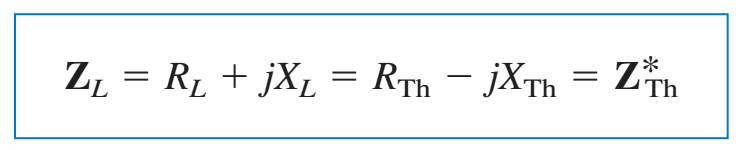 Z_L = R_L + jX_L = R_Th − jX_Th = Z*_Th